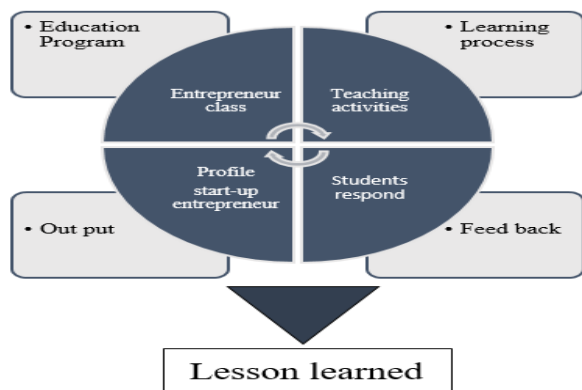 • Education
Program
• Learning
process
Entrepreneur
class
Teaching
activities
Profile
start-up
entrepreneur
Students
respond
• Out put
• Feed back
Lesson learned